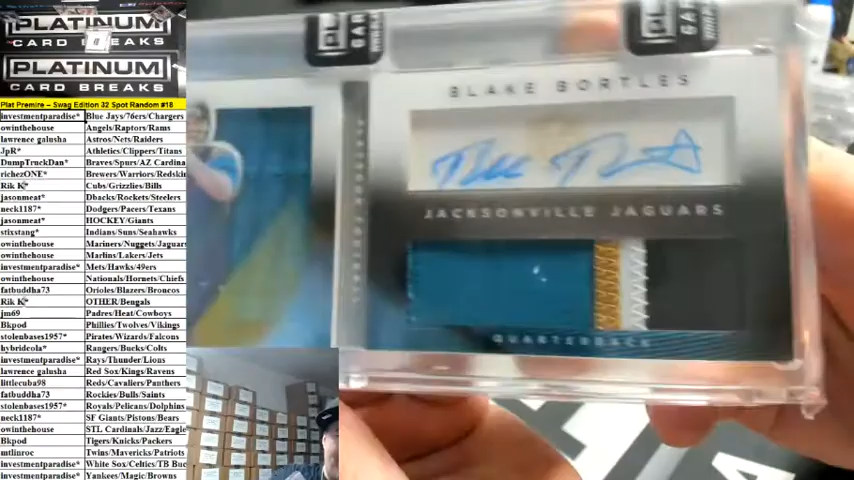 PLATINUM
CARD BREAKS
PLATINUM
CARD BREAKS
Plat Premire – Swag Edition 32 Spot Random #18
investmentparadise* Blue Jays/76ers/Chargers
owinthehouse Angels/Raptors/Rams
lawrence galusha Astros/Nets/Raiders
JpR* Athletics/Clippers/Titans
DumpTruckDan* Braves/Spurs/AZ Cardina
richezONE* Brewers/Warriors/Redskin
Rik K* Cubs/Grizzlies/Bills
jasonmeat* Dbacks/Rockets/Steelers
neck1187* Dodgers/Pacers/Texans
jasonmeat* HOCKEY/Giants
stixstang* Indians/Suns/Seahawks
owinthehouse Mariners/Nuggets/Jaguars
owinthehouse Marlins/Lakers/Jets
investmentparadise* Mets/Hawks/49ers
owinthehouse Nationals/Hornets/Chiefs
fatbuddha73 Orioles/Blazers/Broncos
Rik K* OTHER/Bengals
jm69 Padres/Heat/Cowboys
Bkpod Phillies/Twolves/Vikings
stolenbases1957* Pirates/Wizards/Falcons
hybridcola* Rangers/Bucks/Colts
investmentparadise* Rays/Thunder/Lions
lawrence galusha Red Sox/Kings/Ravens
littlecuba98 Reds/Cavaliers/Panthers
fatbuddha73 Rockies/Bulls/Saints
stolenbases1957* Royals/Pelicans/Dolphins
neck1187* SF Giants/Pistons/Bears
owinthehouse STL Cardinals/Jazz/Eagle
Bkpod Tigers/Knicks/Packers
mtlinroc Twins/Mavericks/Patriots
investmentparadise* White Sox/Celtics/TB Buc
investmentparadise* Yankees/Magic/Browns
BLAKE BORTLES
JACKSONVILLE JAGUARS
QUARTERBACK